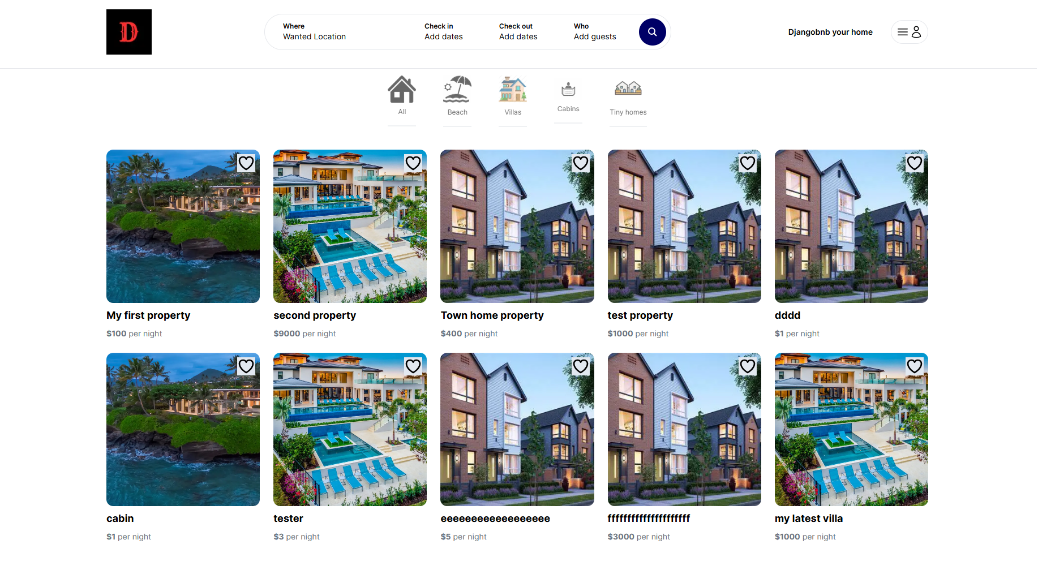 D
Where
Wanted Location
Check in
Add dates
Check out
Add dates
Who
Add guests
Djangobnb your home
All
Beach
Villas
Cabins
Tiny homes
My first property
$100 per night
second property
$9000 per night
Town home property
$400 per night
test property
$1000 per night
dddd
$1 per night
cabin
$1 per night
tester
$3 per night
eeeeeeeeeeeeeeeeee
$5 per night
ffffffffffffffffffffff
$3000 per night
my latest villa
$1000 per night